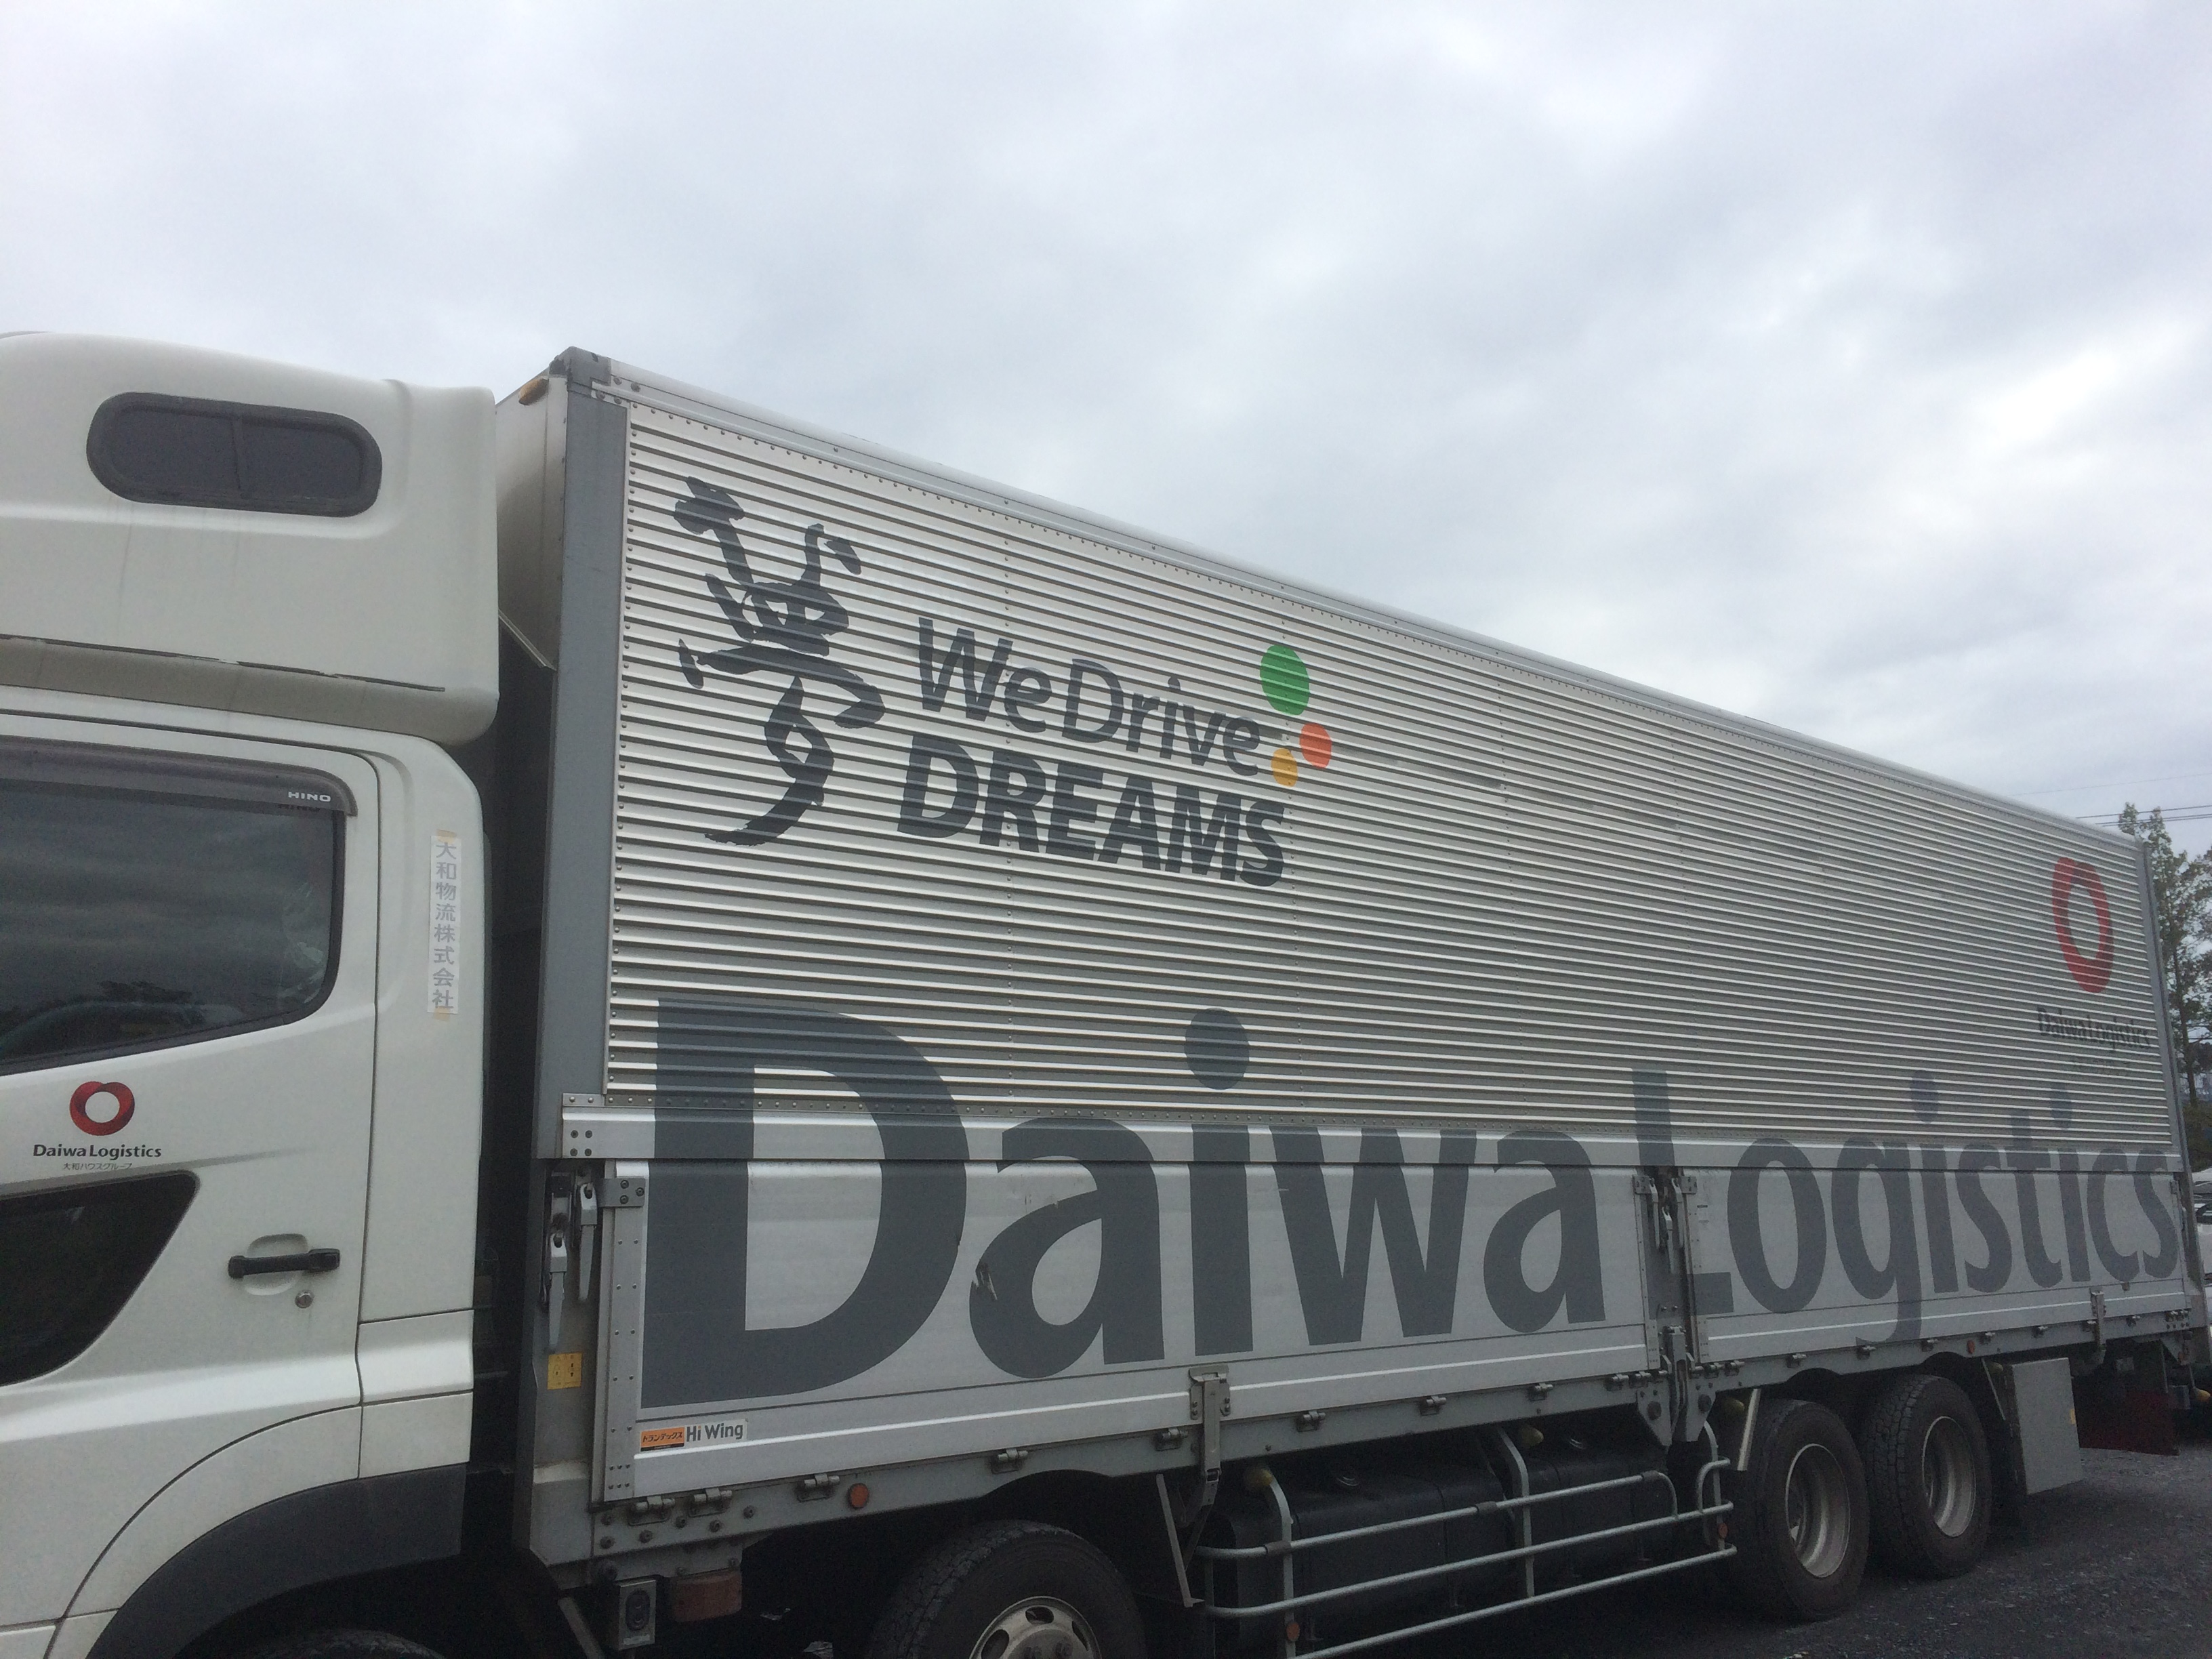 HINO
大和物流株式会社
Daiwa Logistics
大和ハウスグループ
夢
We Drive
DREAMS
Daiwa Logistics
Daiwa Logistics
トランテックス Hi Wing